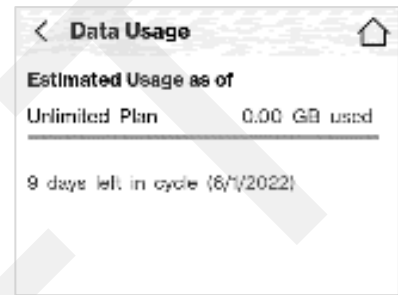 Data Usage
Estimated Usage as of
Unlimited Plan 0.00 GB used
9 days left in cycle (6/1/2022)